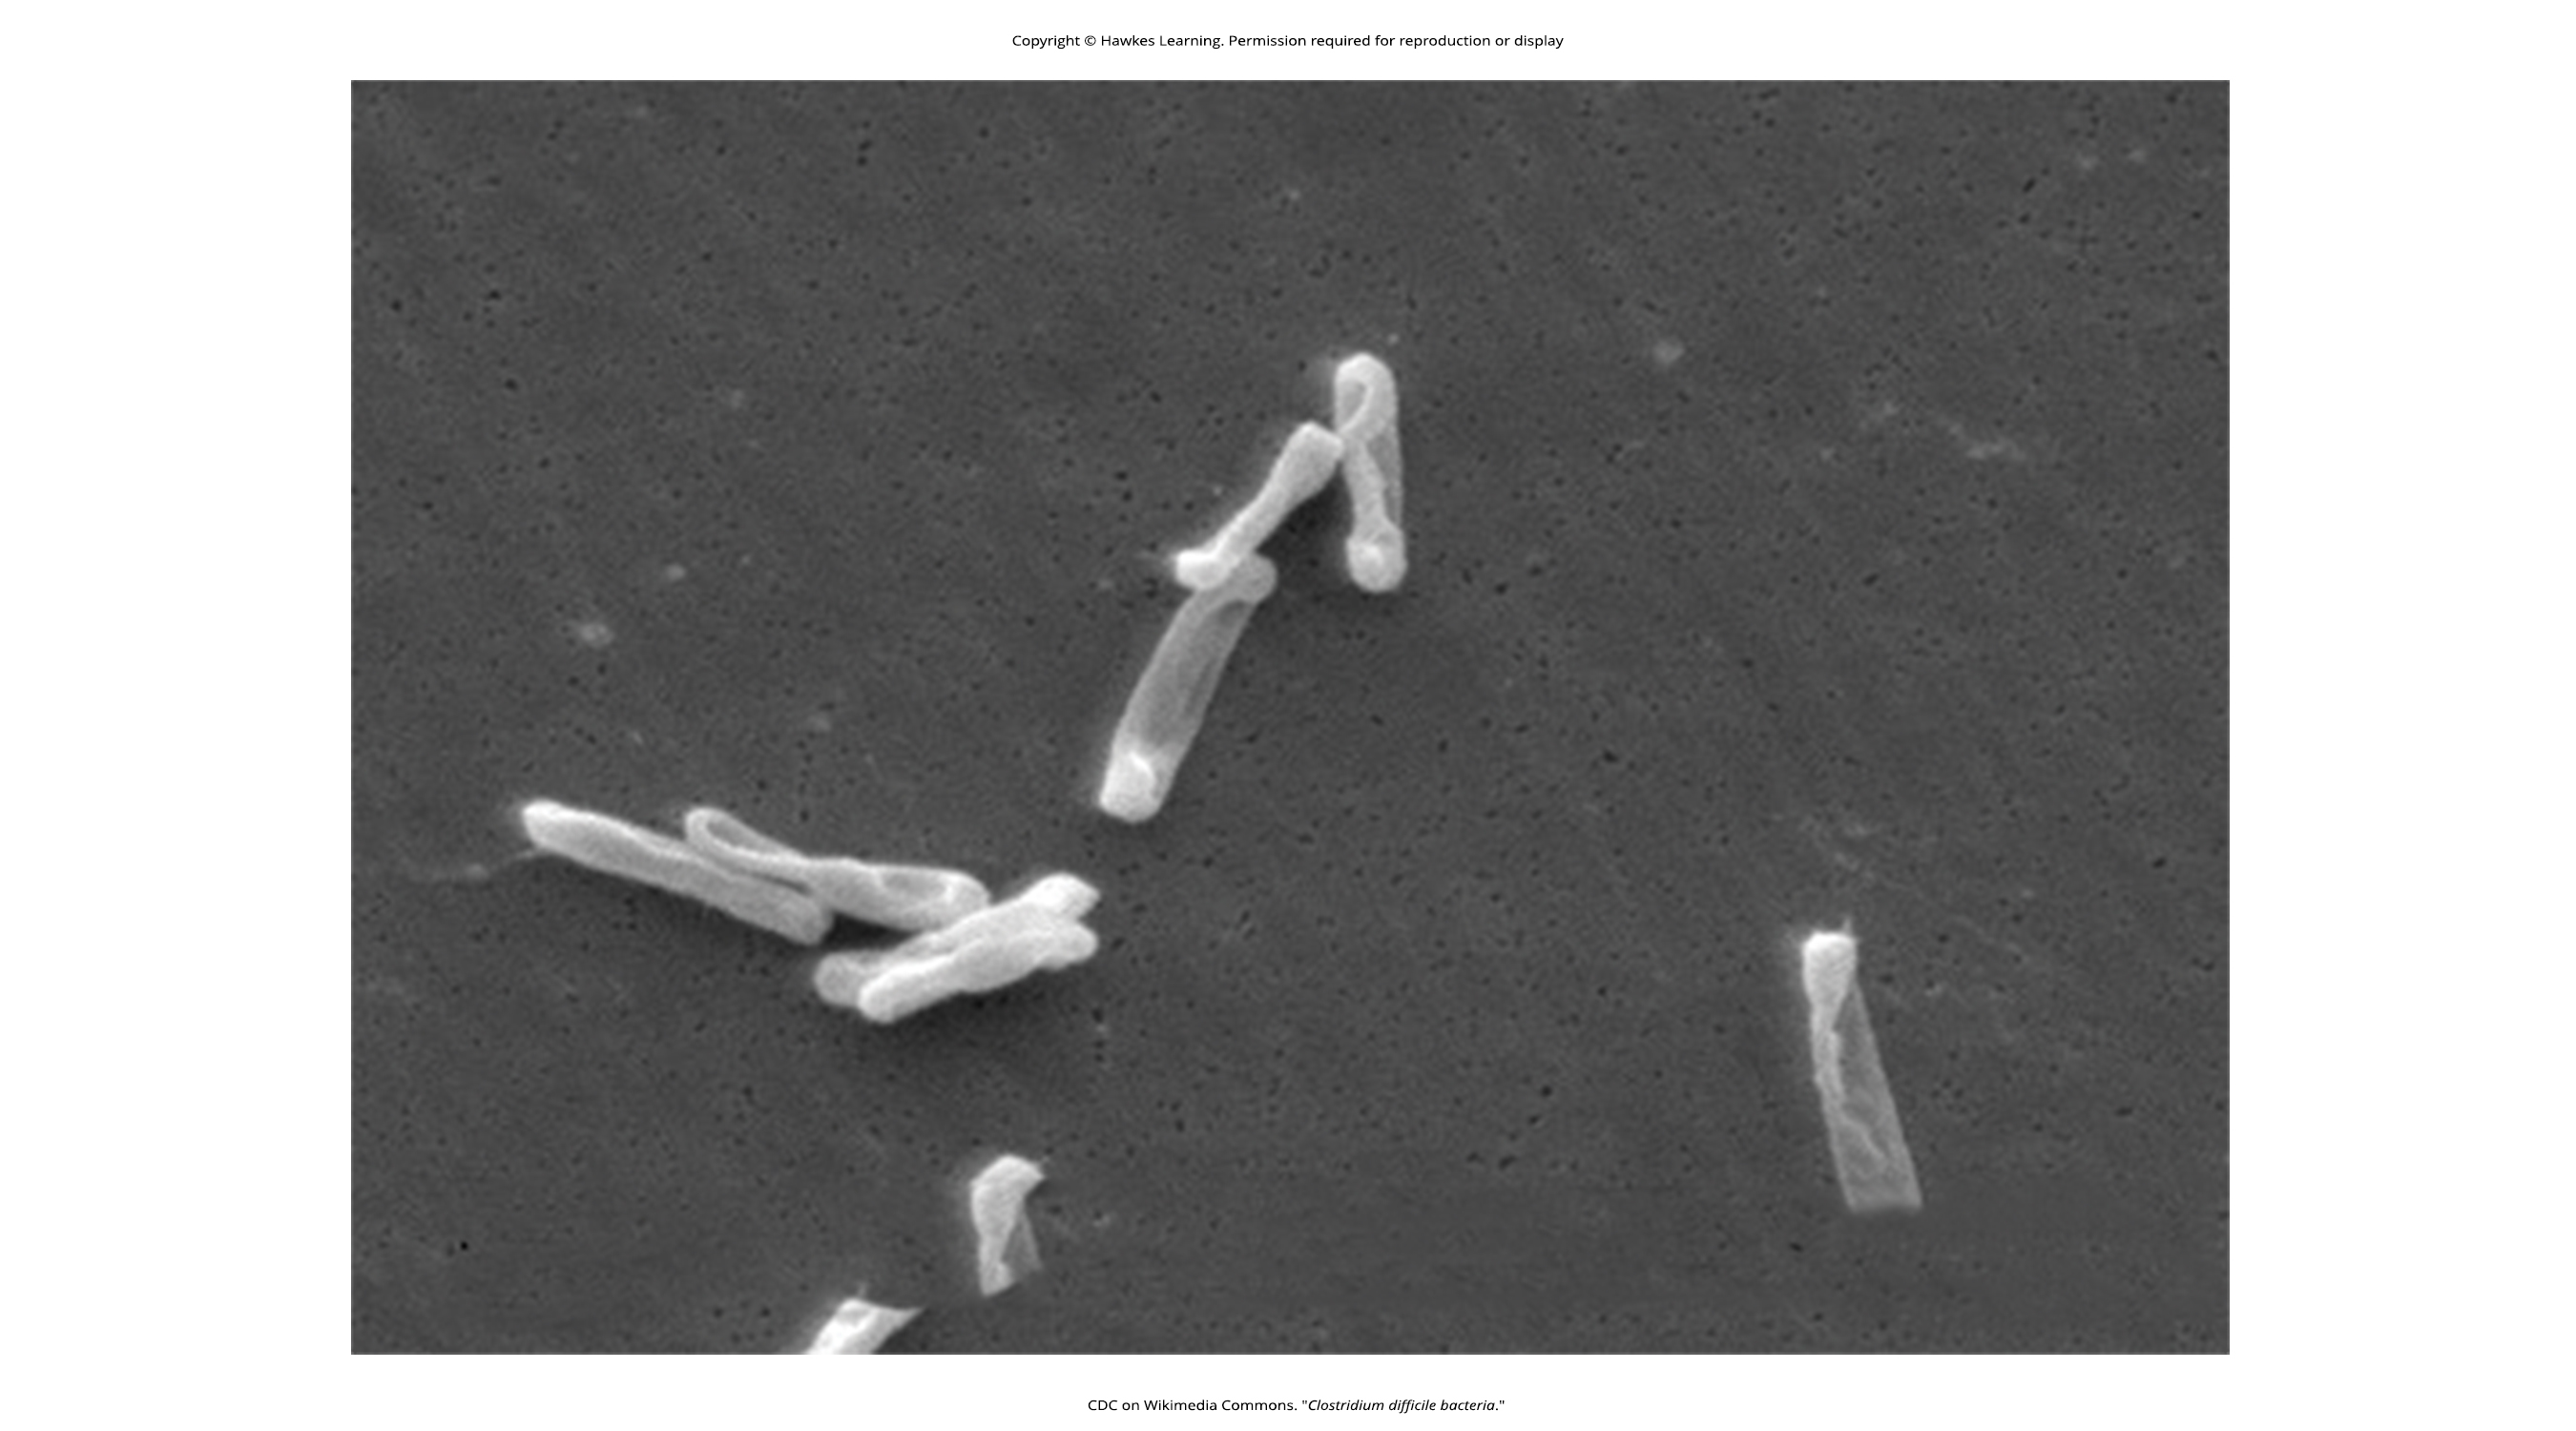 Copyright © Hawkes Learning. Permission required for reproduction or display
CDC on Wikimedia Commons. "Clostridium difficile bacteria."